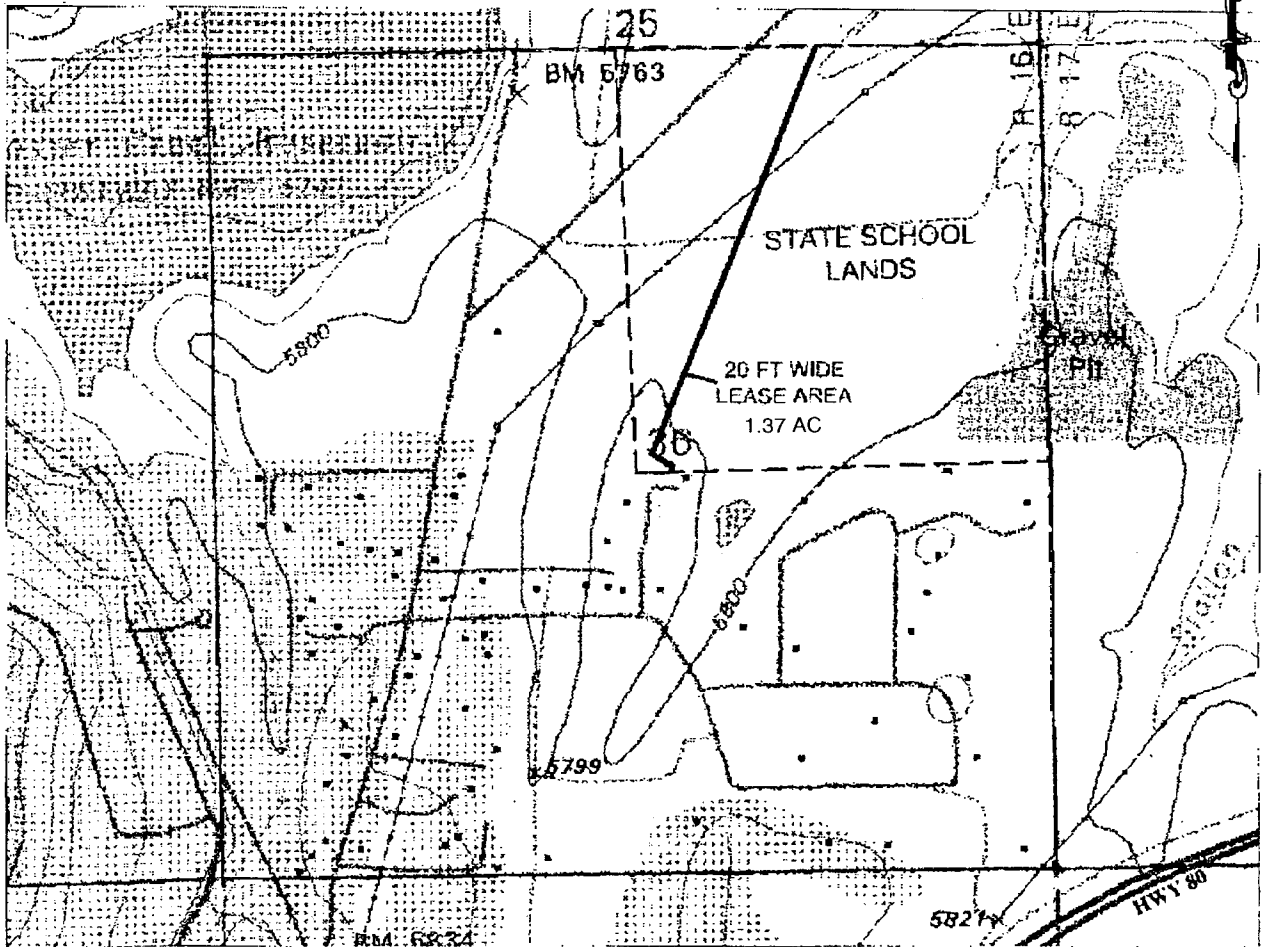 25
BM 5763
R 16 E
R 17 E
STATE SCHOOL
LANDS
5800
Gravel
Pit
20 FT WIDE
LEASE AREA
1.37 AC
36
5800
5799
HWY 80
5821
BM 5834